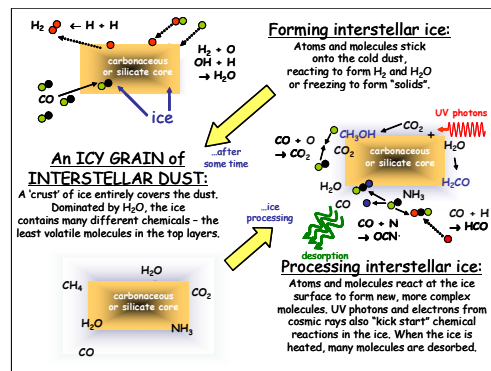 H2 ← H + H
carbonaceous
or silicate core
CO
H2 + O
OH + H
→ H2O
ice
Forming interstellar ice:
Atoms and molecules stick
onto the cold dust,
reacting to form H2 and H2O
or freezing to form “solids”.
…after
some time
An ICY GRAIN of
INTERSTELLAR DUST:
A ‘crust’ of ice entirely covers the dust.
Dominated by H2O, the ice
contains many different chemicals – the
least volatile molecules in the top layers.
H2O
CH4
CO2
carbonaceous
or silicate core
H2O
NH3
CO
…ice
processing
UV photons
CO + O
→ CO2
CH3OH
CO2
CO2
+
H2O
carbonaceous
or silicate core
H2CO
H2O
NH3
CO
CO + N
→ OCN-
CO + H
→ HCO
desorption
Processing interstellar ice:
Atoms and molecules react at the ice
surface to form new, more complex
molecules. UV photons and electrons from
cosmic rays also “kick start” chemical
reactions in the ice. When the ice is
heated, many molecules are desorbed.